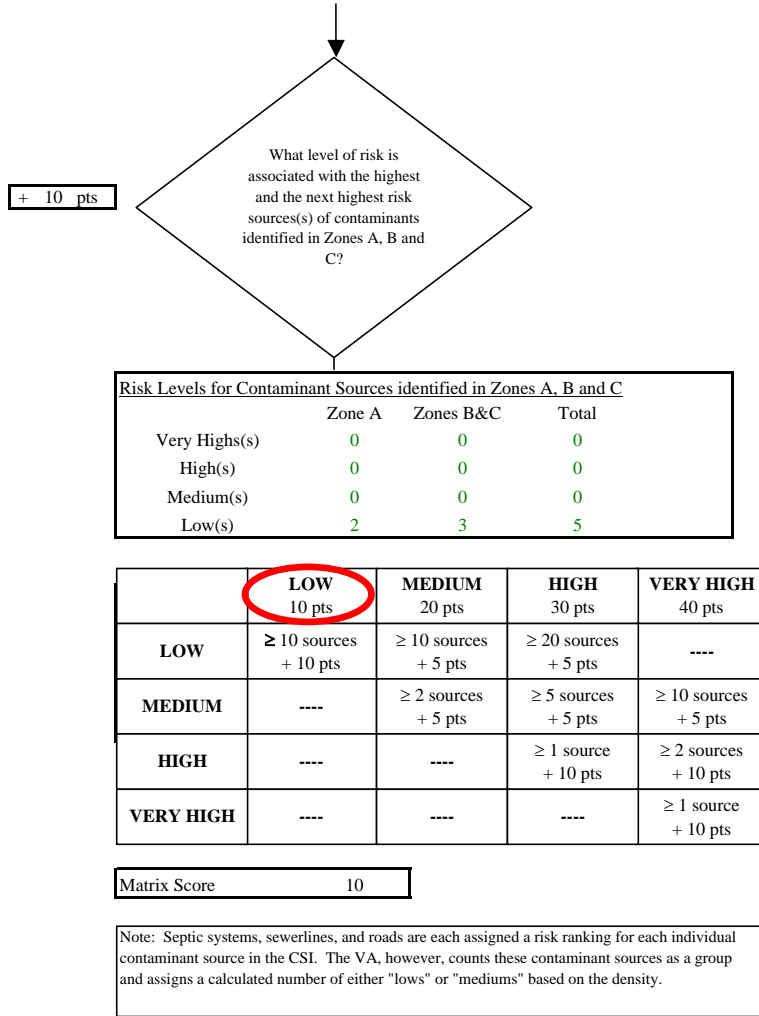 What level of risk is
associated with the highest
and the next highest risk
sources(s) of contaminants
identified in Zones A, B and
C?
+ 10 pts
Risk Levels for Contaminant Sources identified in Zones A, B and C
Zone A Zones B&C Total
Very Highs(s) 0 0 0
High(s) 0 0 0
Medium(s) 0 0 0
Low(s) 2 3 5
LOW MEDIUM HIGH VERY HIGH
10 pts 20 pts 30 pts 40 pts
LOW ≥ 10 sources ≥ 10 sources ≥ 20 sources ----
+ 10 pts + 5 pts + 5 pts
MEDIUM ---- ≥ 2 sources ≥ 5 sources ≥ 10 sources
+ 5 pts + 5 pts + 5 pts
HIGH ---- ---- ≥ 1 source ≥ 2 sources
+ 10 pts + 10 pts
VERY HIGH ---- ---- ---- ≥ 1 source
+ 10 pts
Matrix Score 10
Note: Septic systems, sewerlines, and roads are each assigned a risk ranking for each individual
contaminant source in the CSI. The VA, however, counts these contaminant sources as a group
and assigns a calculated number of either "lows" or "mediums" based on the density.